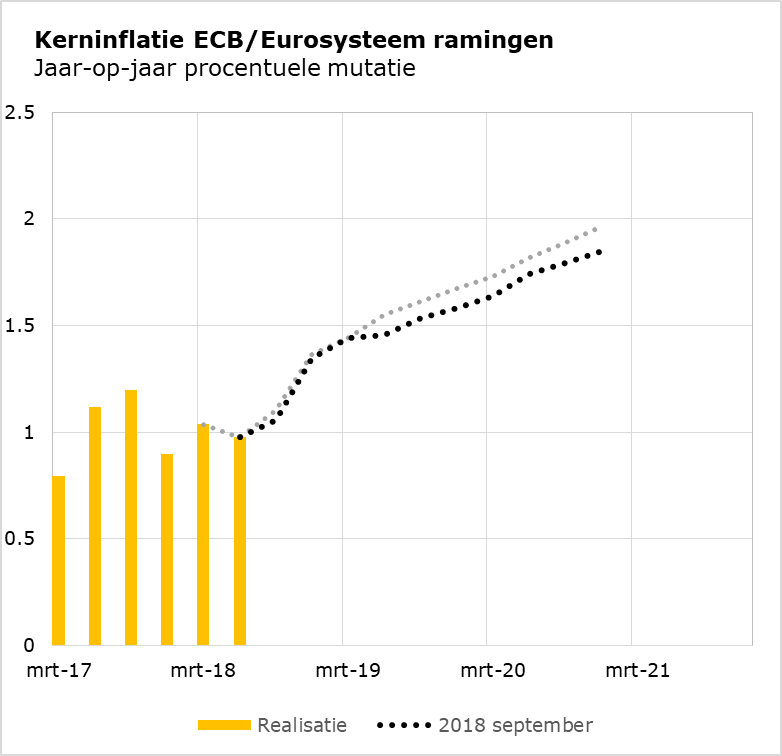 Kerninflatie ECB/Eurosysteem ramingen
Jaar-op-jaar procentuele mutatie
2.5
2
1.5
1
0.5
0
mrt-17 mrt-18 mrt-19 mrt-20 mrt-21
Realisatie 2018 september